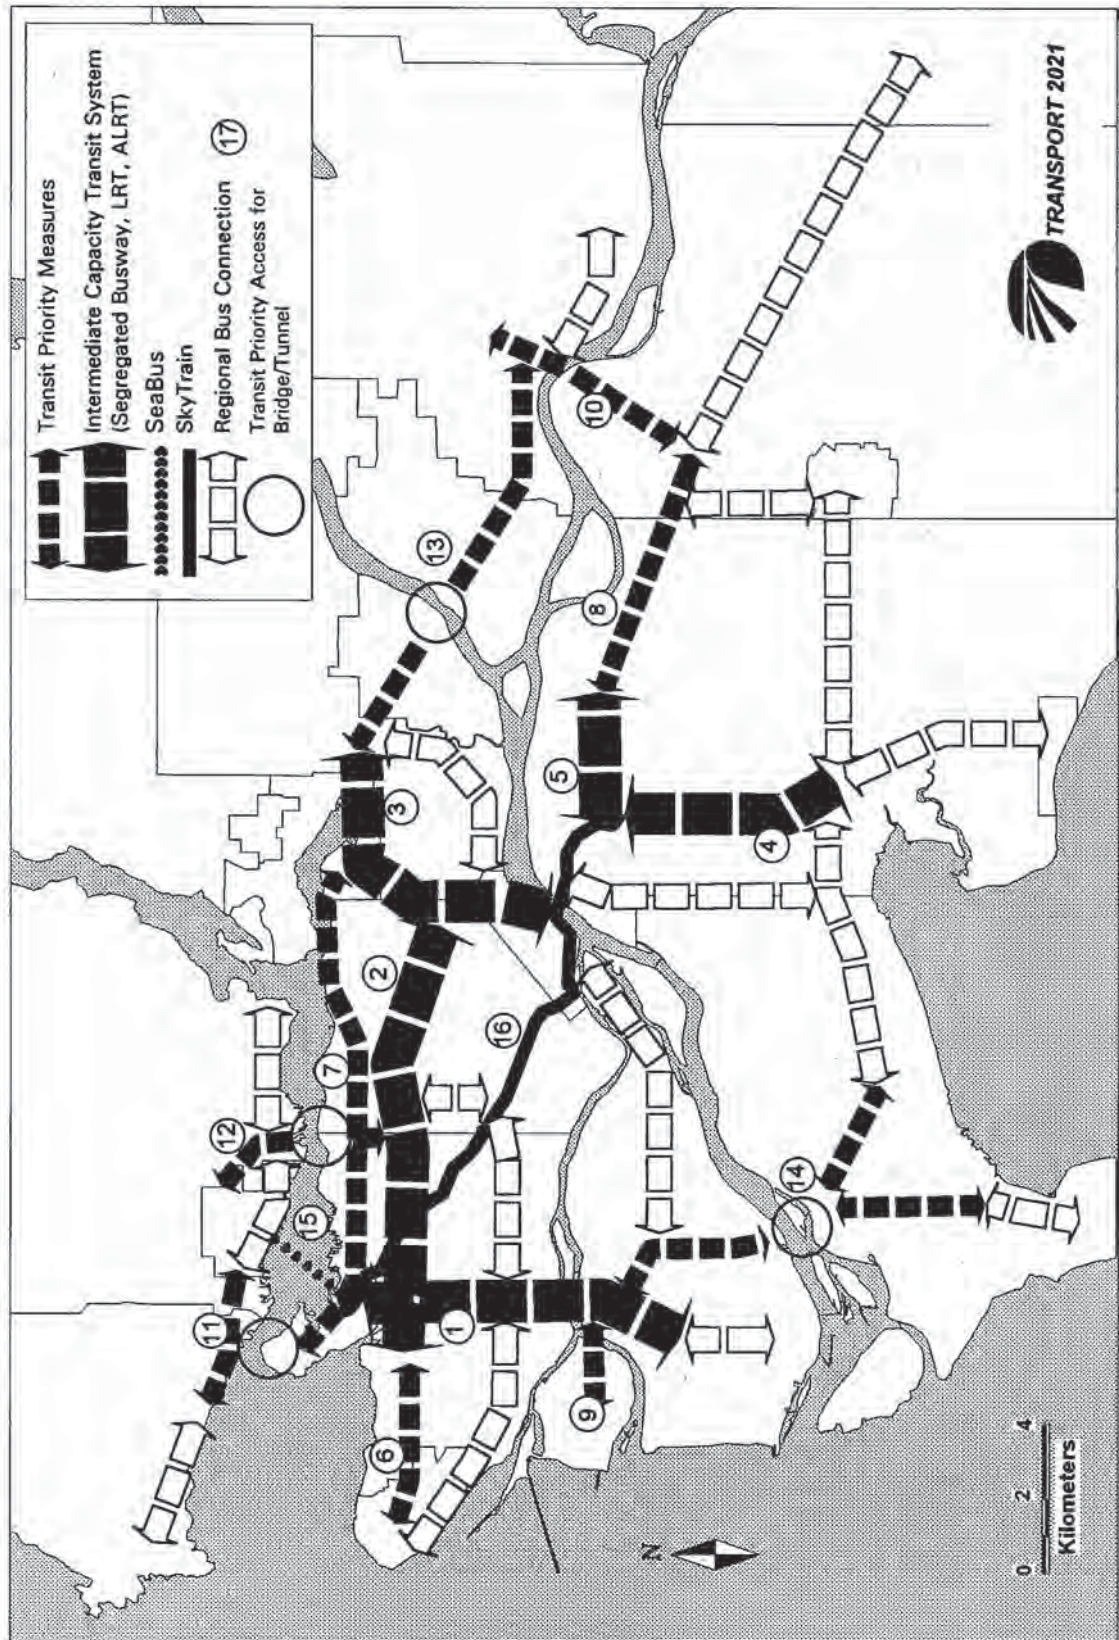 Transit Priority Measures
Intermediate Capacity Transit System
(Segregated Busway, LRT, ALRT)
SeaBus
SkyTrain
Regional Bus Connection 17
Transit Priority Access for
Bridge/Tunnel
11
12
15
7
6
1
2
16
3
13
9
14
4
5
8
10
N
0 2 4
Kilometers
TRANSPORT 2021